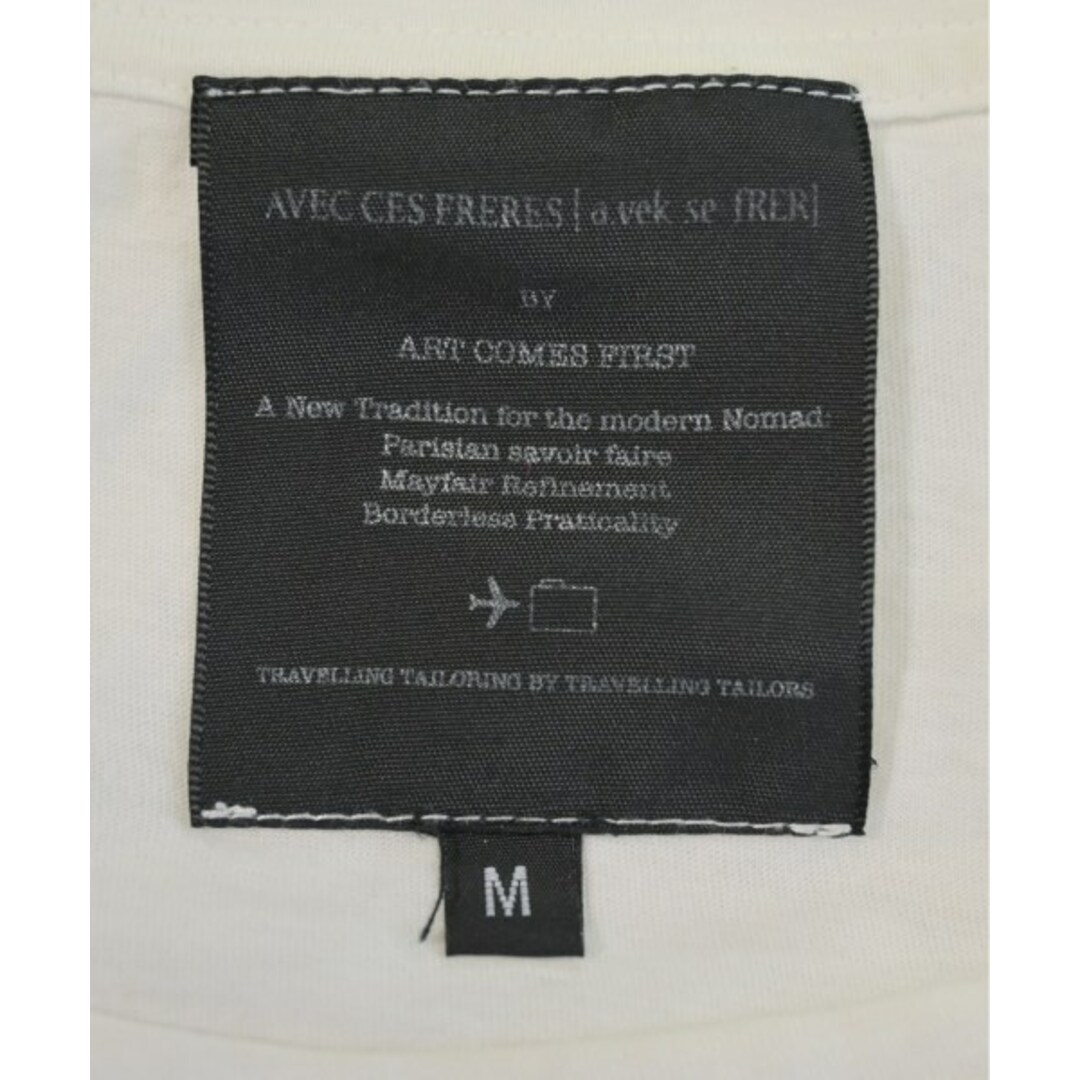 AVEC CES FRERES [ a.vek se fRER]
BY
ART COMES FIRST
A New Tradition for the modern Nomad:
Parisian savoir faire
Mayfair Refinement
Borderless Praticality
TRAVELLING TAILORING BY TRAVELLING TAILORS
M